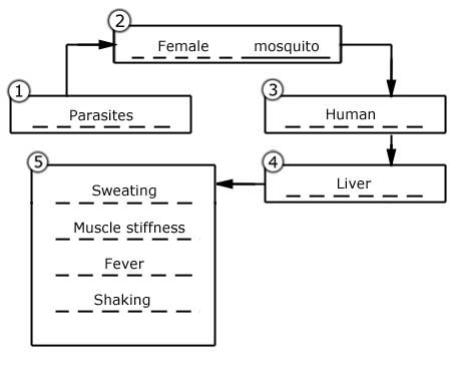 2
Female mosquito
1
Parasites
3
Human
4
Liver
5
Sweating
Muscle stiffness
Fever
Shaking